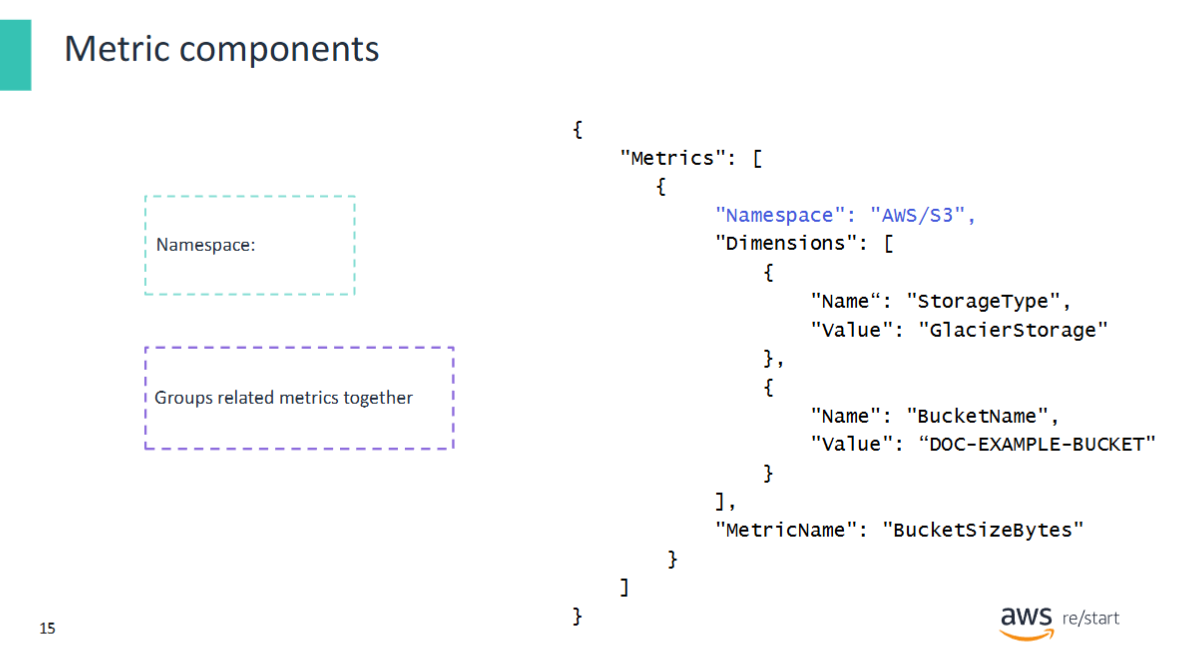 Metric components
Namespace:
Groups related metrics together
{
"Metrics": [
{
"Namespace": "AWS/S3",
"Dimensions": [
{
"Name“: "StorageType",
"Value": "GlacierStorage"
},
{
"Name": "BucketName",
"Value": “DOC-EXAMPLE-BUCKET"
}
],
"MetricName": "BucketSizeBytes"
}
]
}
15
aws re/start